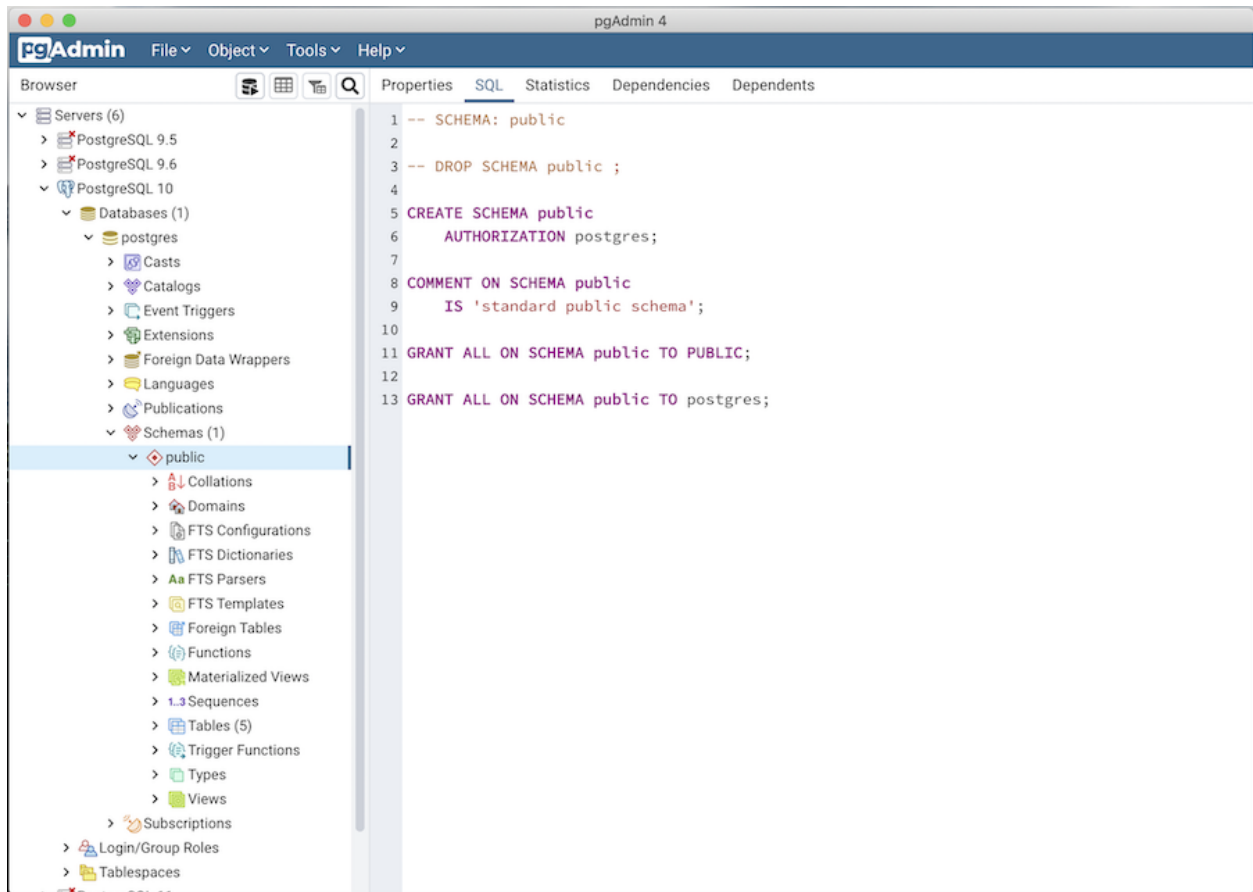 pgAdmin 4
pgAdmin File Object Tools Help
Browser
Properties SQL Statistics Dependencies Dependents
Servers (6)
PostgreSQL 9.5
PostgreSQL 9.6
PostgreSQL 10
Databases (1)
postgres
Casts
Catalogs
Event Triggers
Extensions
Foreign Data Wrappers
Languages
Publications
Schemas (1)
public
Collations
Domains
FTS Configurations
FTS Dictionaries
Aa FTS Parsers
FTS Templates
Foreign Tables
Functions
Materialized Views
1..3 Sequences
Tables (5)
Trigger Functions
Types
Views
Subscriptions
Login/Group Roles
Tablespaces
1 -- SCHEMA: public
2
3 -- DROP SCHEMA public ;
4
5 CREATE SCHEMA public
6 AUTHORIZATION postgres;
7
8 COMMENT ON SCHEMA public
9 IS 'standard public schema';
10
11 GRANT ALL ON SCHEMA public TO PUBLIC;
12
13 GRANT ALL ON SCHEMA public TO postgres;